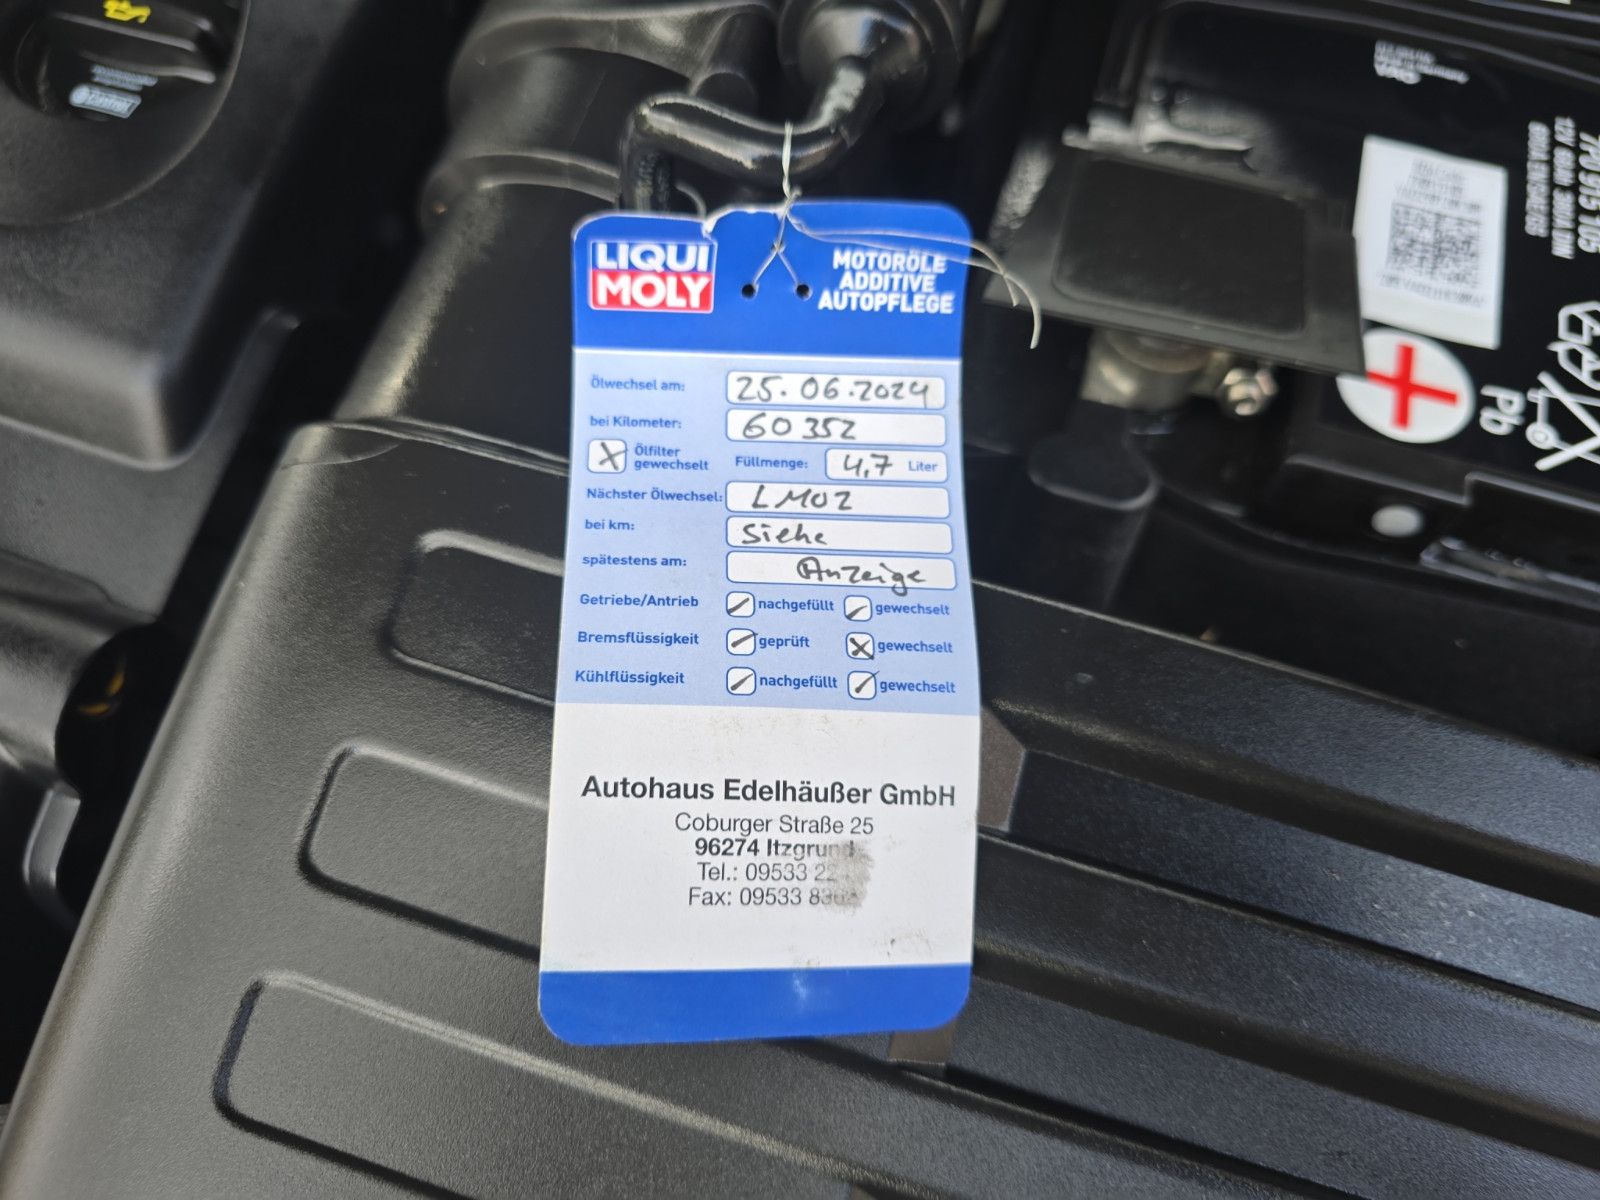 LIQUI
MOLY
MOTORÖLE
ADDITIVE
AUTOPFLEGE
Ölwechsel am: 25.06.2024
bei Kilometer: 60352
Ölfilter
gewechselt
Füllmenge: 4,7 Liter
Nächster Ölwechsel: LM02
bei km: Siehe
spätestens am: Anzeige
Getriebe/Antrieb nachgefüllt gewechselt
Bremsflüssigkeit geprüft gewechselt
Kühlflüssigkeit nachgefüllt gewechselt
Autohaus Edelhäußer GmbH
Coburger Straße 25
96274 Itzgrund
Tel.: 09533
Fax: 09533
Pb